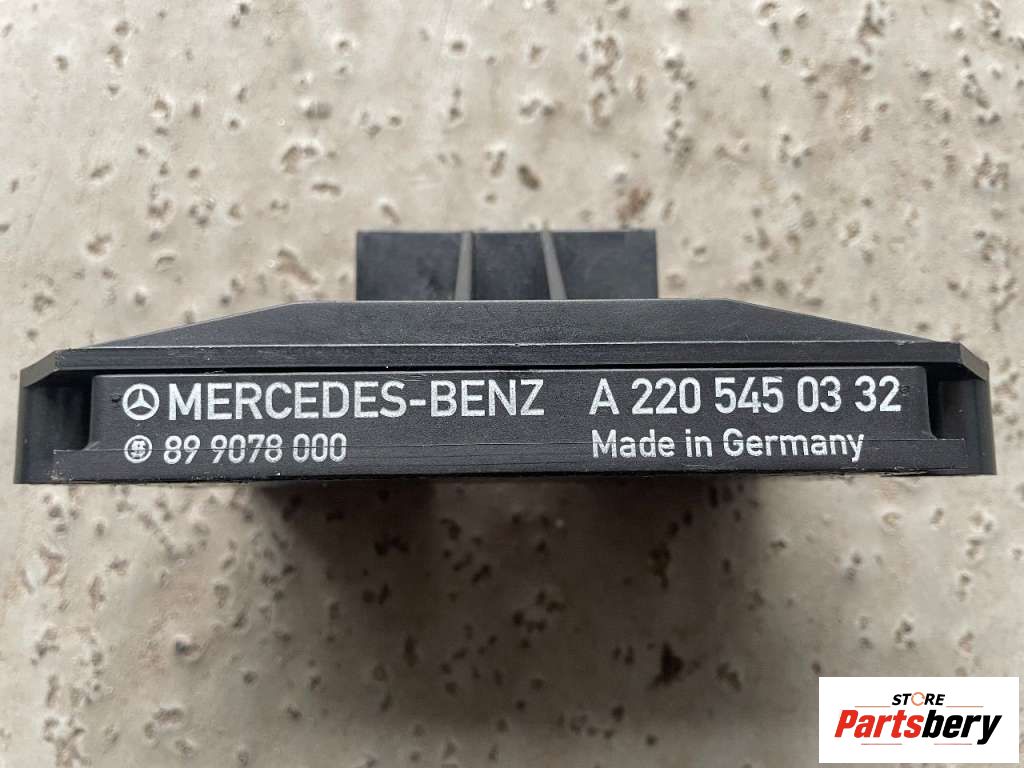 MERCEDES-BENZ A 220 545 03 32
89 9078 000 Made in Germany
STORE
Partsbery